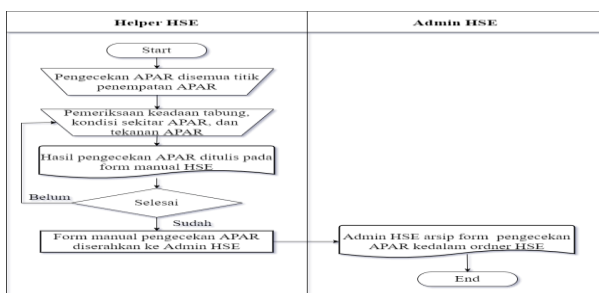 Helper HSE
Admin HSE
Start
Pengecekan APAR disemua titik
penempatan APAR
Pemeriksaan keadaan tabung,
kondisi sekitar APAR, dan
tekanan APAR
Hasil pengecekan APAR ditulis pada
form manual HSE
Belum
Selesai
Sudah
Form manual pengecekan APAR
diserahkan ke Admin HSE
Admin HSE arsip form pengecekan
APAR kedalam ordner HSE
End